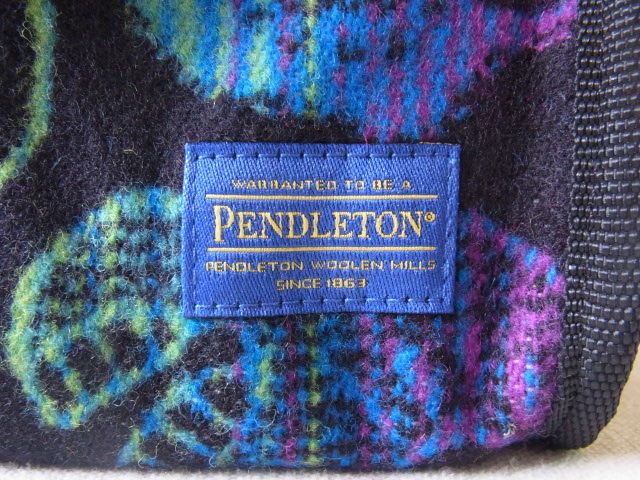 WARRANTED TO BE A
PENDLETON®
PENDLETON WOOLEN MILLS
SINCE 1863